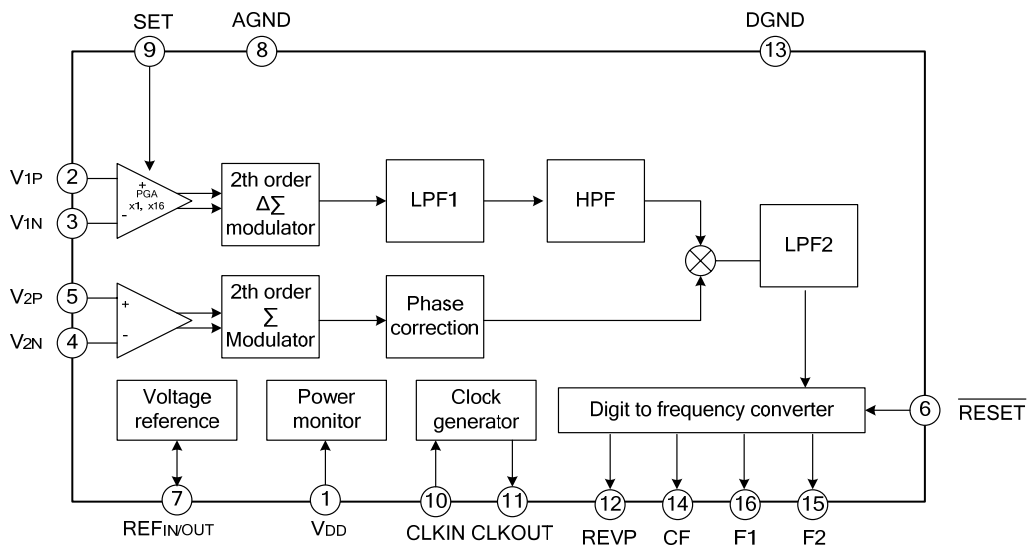 SET
AGND
DGND
9
8
13
V1P
2
+
PGA
x1, x16
-
V1N
3
2th order
ΔΣ
modulator
LPF1
HPF
LPF2
V2P
5
+
-
V2N
4
2th order
Σ
Modulator
Phase
correction
Voltage
reference
Power
monitor
Clock
generator
Digit to frequency converter
6
RESET
7
1
10
11
12
14
16
15
REFIN/OUT
VDD
CLKIN
CLKOUT
REVP
CF
F1
F2